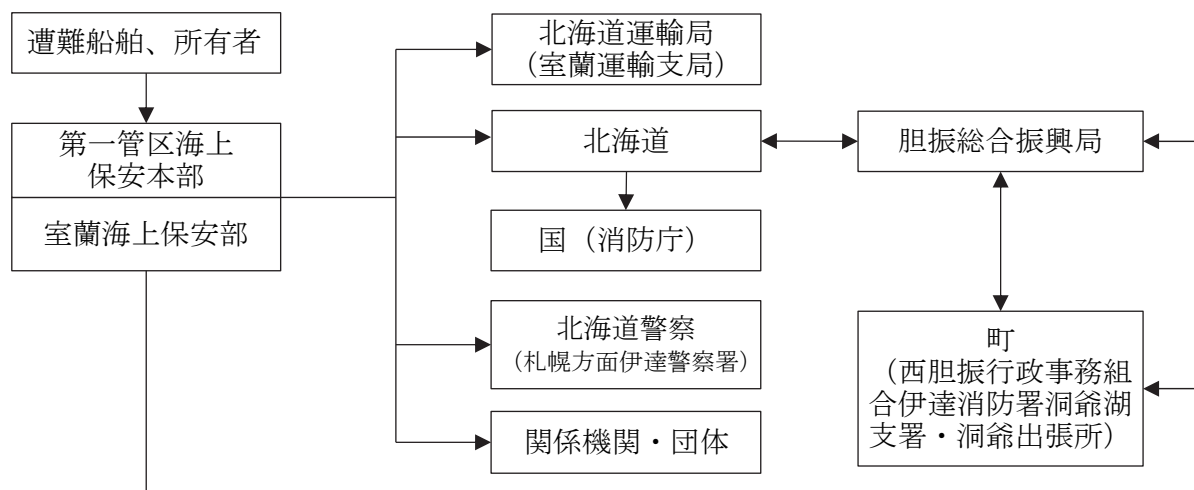 遭難船舶、所有者
第一管区海上
保安本部
室蘭海上保安部
北海道運輸局
（室蘭運輸支局）
北海道
国（消防庁）
北海道警察
（札幌方面伊達警察署）
関係機関・団体
胆振総合振興局
町
（西胆振行政事務組
合伊達消防署洞爺湖
支署・洞爺出張所）